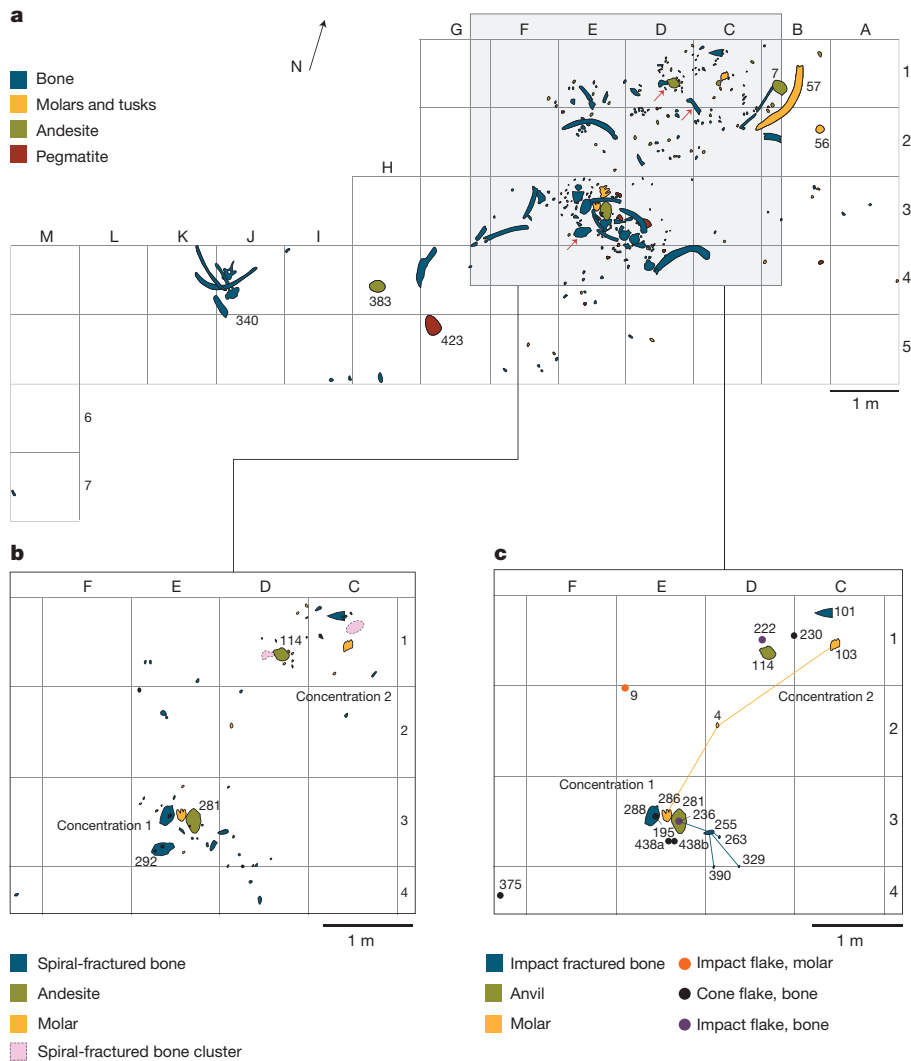 a
N
Bone
Molars and tusks
Andesite
Pegmatite
G F E D C B A
H
M L K J I
1
2
3
4
5
6
7
7
57
56
383
340
423
1 m
b
F E D C
1
2
3
4
114
Concentration 2
281
Concentration 1
292
1 m
Spiral-fractured bone
Andesite
Molar
Spiral-fractured bone cluster
c
F E D C
1
2
3
4
101
222
230
114
103
9
Concentration 2
4
Concentration 1
286 281
288
236
195
255
438a 438b
263
329
390
375
1 m
Impact fractured bone
Anvil
Molar
Impact flake, molar
Cone flake, bone
Impact flake, bone